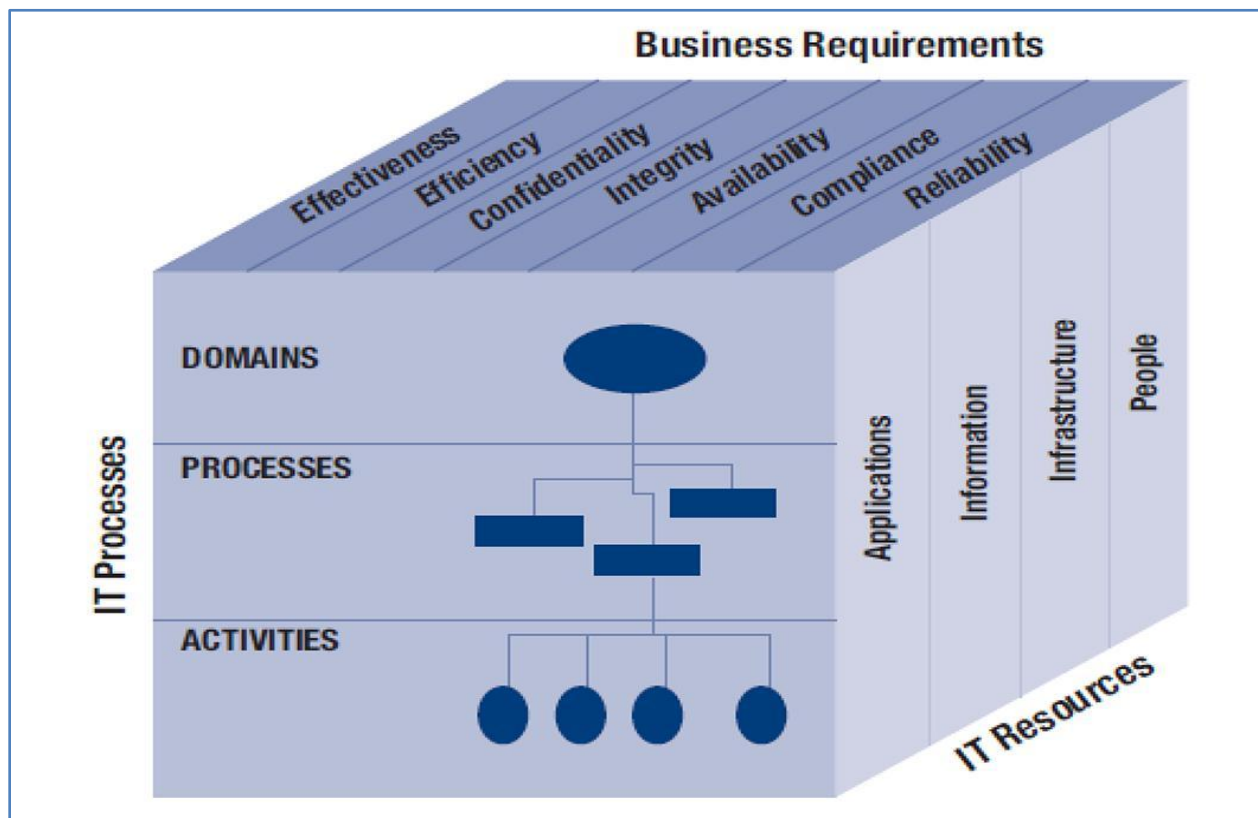 Business Requirements
Effectiveness
Efficiency
Confidentiality
Integrity
Availability
Compliance
Reliability
IT Processes
DOMAINS
PROCESSES
ACTIVITIES
Applications
Information
Infrastructure
People
IT Resources